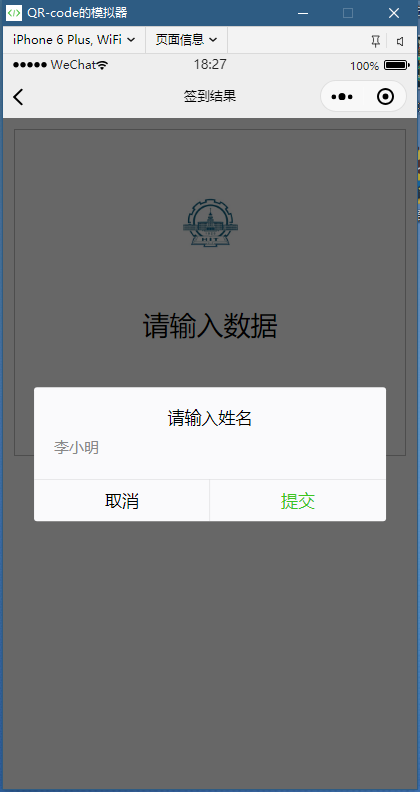 QR-code的模拟器
iPhone 6 Plus, WiFi 页面信息
WeChat 18:27 100%
签到结果
HIT
请输入数据
请输入姓名
李小明
取消 提交